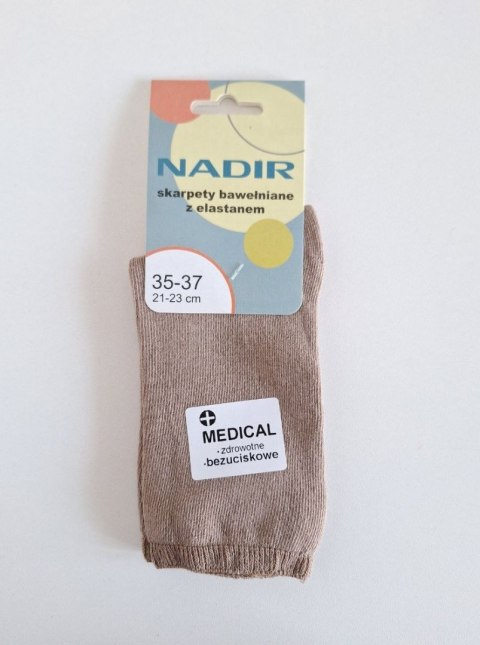 NADIR
skarpety bawełniane
z elastanem
35-37
21-23 cm
MEDICAL
·zdrowotne
·bezuciskowe